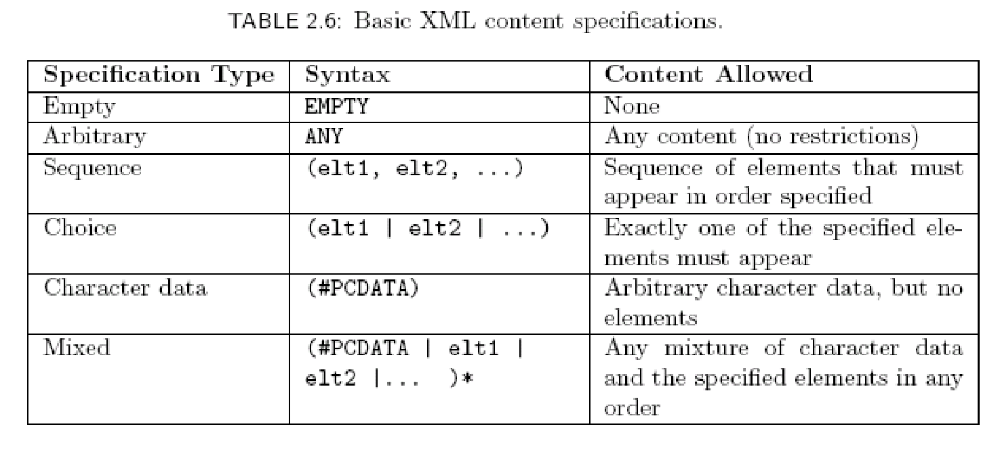 TABLE 2.6: Basic XML content specifications.
Specification Type Syntax Content Allowed
Empty EMPTY None
Arbitrary ANY Any content (no restrictions)
Sequence (elt1, elt2, ...) Sequence of elements that must
appear in order specified
Choice (elt1 | elt2 | ...) Exactly one of the specified ele-
ments must appear
Character data (#PCDATA) Arbitrary character data, but no
elements
Mixed (#PCDATA | elt1 | Any mixture of character data
elt2 |... )* and the specified elements in any
order